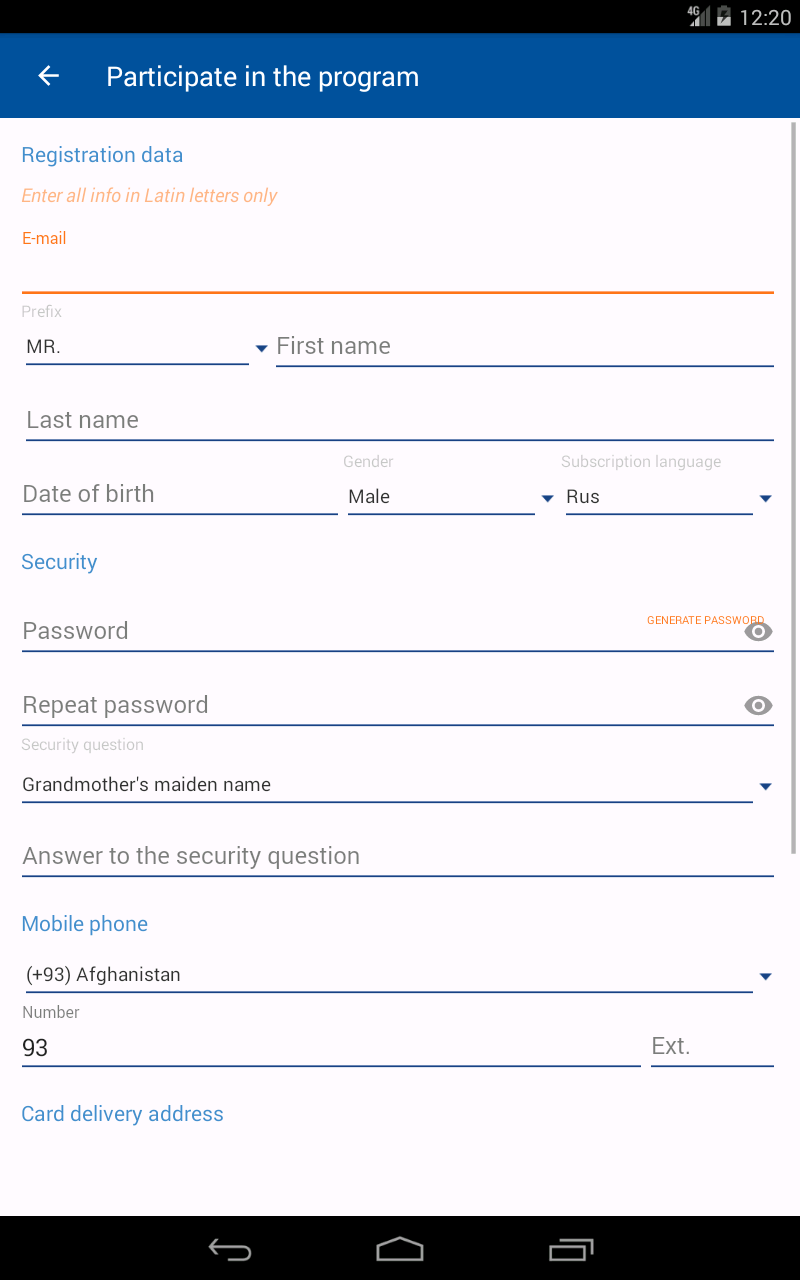 4G 12:20
Participate in the program
Registration data
Enter all info in Latin letters only
E-mail
Prefix
MR. First name
Last name
Gender Subscription language
Date of birth Male Rus
Security
GENERATE PASSWORD
Password
Repeat password
Security question
Grandmother's maiden name
Answer to the security question
Mobile phone
(+93) Afghanistan
Number
93 Ext.
Card delivery address